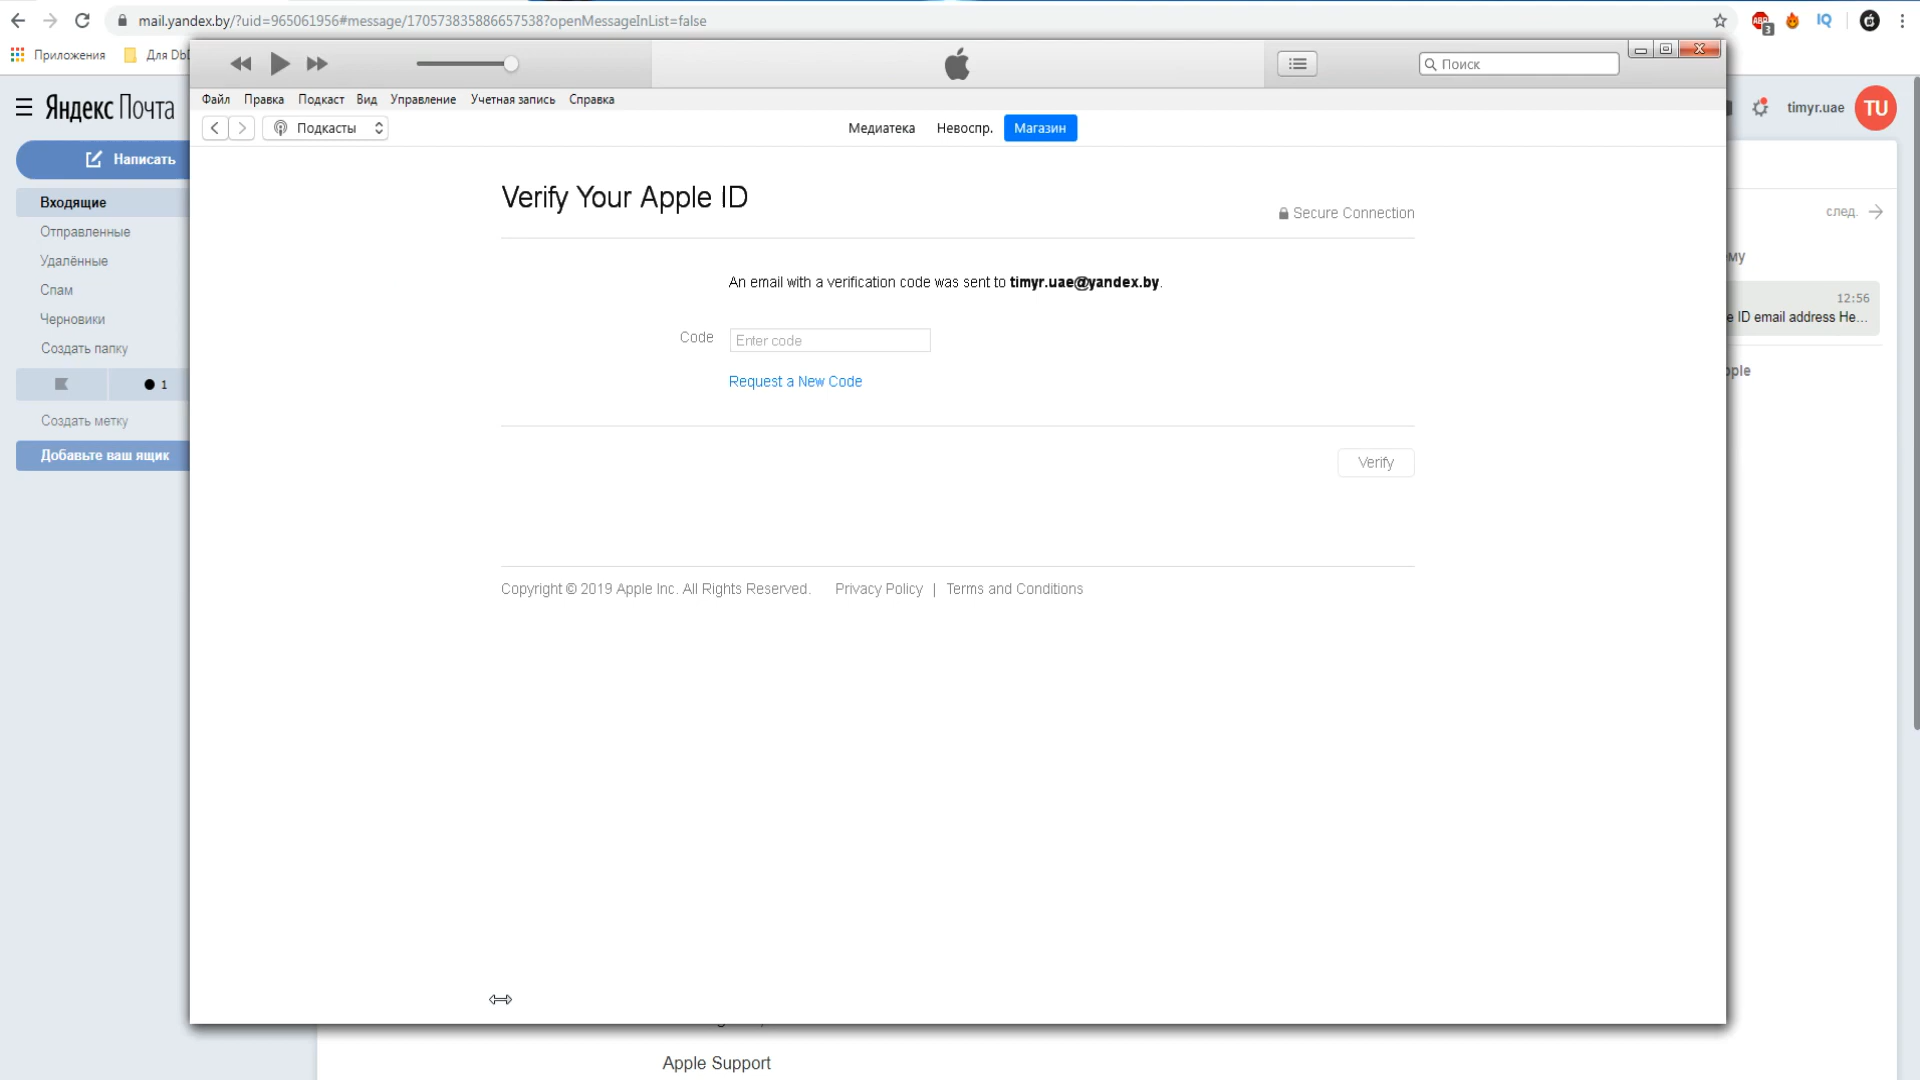 mail.yandex.by/?uid=965061956#message/170573835886657538?openMessageInList=false
ABP
3
IQ
Приложения
Для DbD
Поиск
Файл Правка Подкаст Вид Управление Учетная запись Справка
Подкасты
Медиатека Невоспр. Магазин
Яндекс Почта
timyr.uae
TU
Написать
Входящие
Отправленные
Удалённые
Спам
Черновики
Создать папку
1
Создать метку
Добавьте ваш ящик
Verify Your Apple ID
Secure Connection
An email with a verification code was sent to timyr.uae@yandex.by.
Code
Enter code
Request a New Code
Verify
Copyright © 2019 Apple Inc. All Rights Reserved. Privacy Policy | Terms and Conditions
след.
12:56
ID email address He...
Apple Support